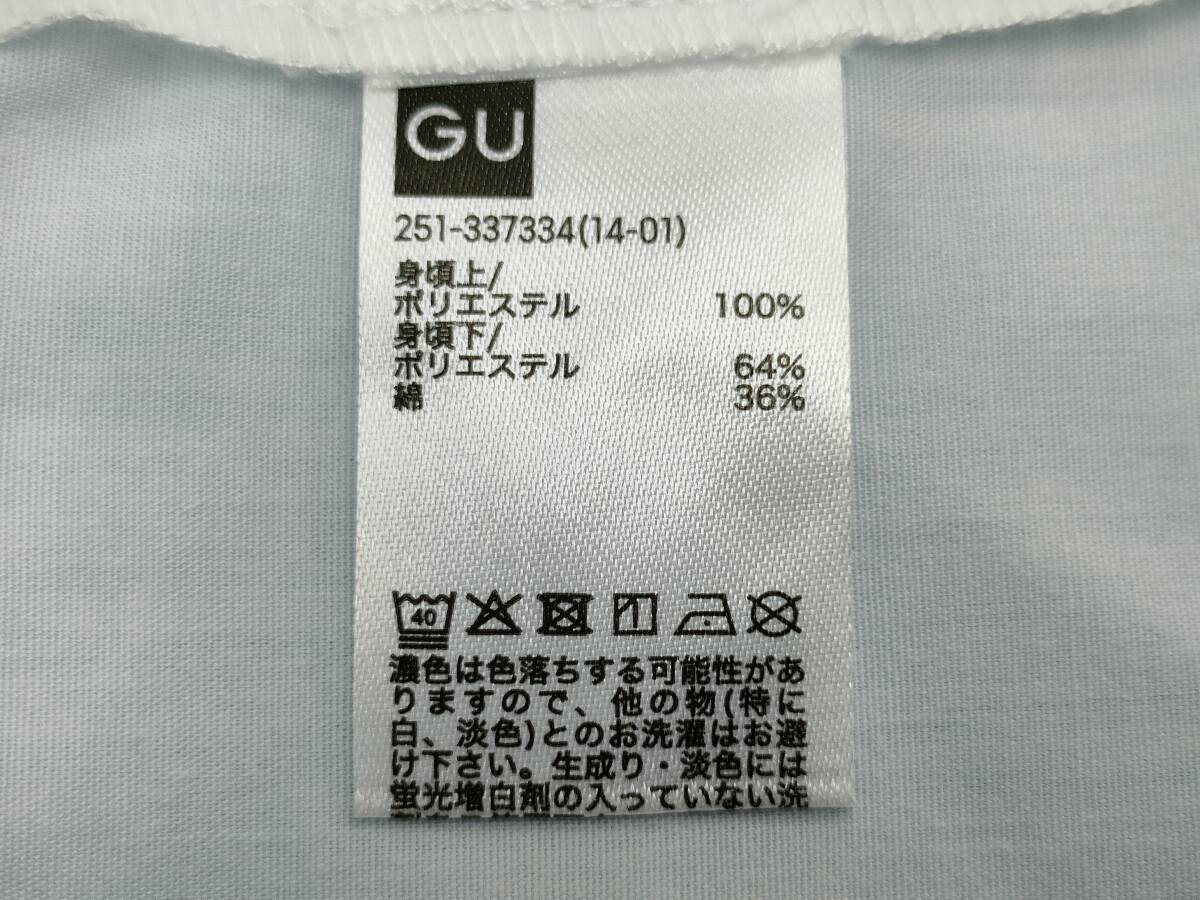 GU
251-337334(14-01)
身頃上/
ポリエステル 100%
身頃下/
ポリエステル 64%
綿 36%
40
濃色は色落ちする可能性があ
りますので、他の物(特に
白、淡色)とのお洗濯はお避
け下さい。生成り・淡色には
蛍光増白剤の入っていない洗